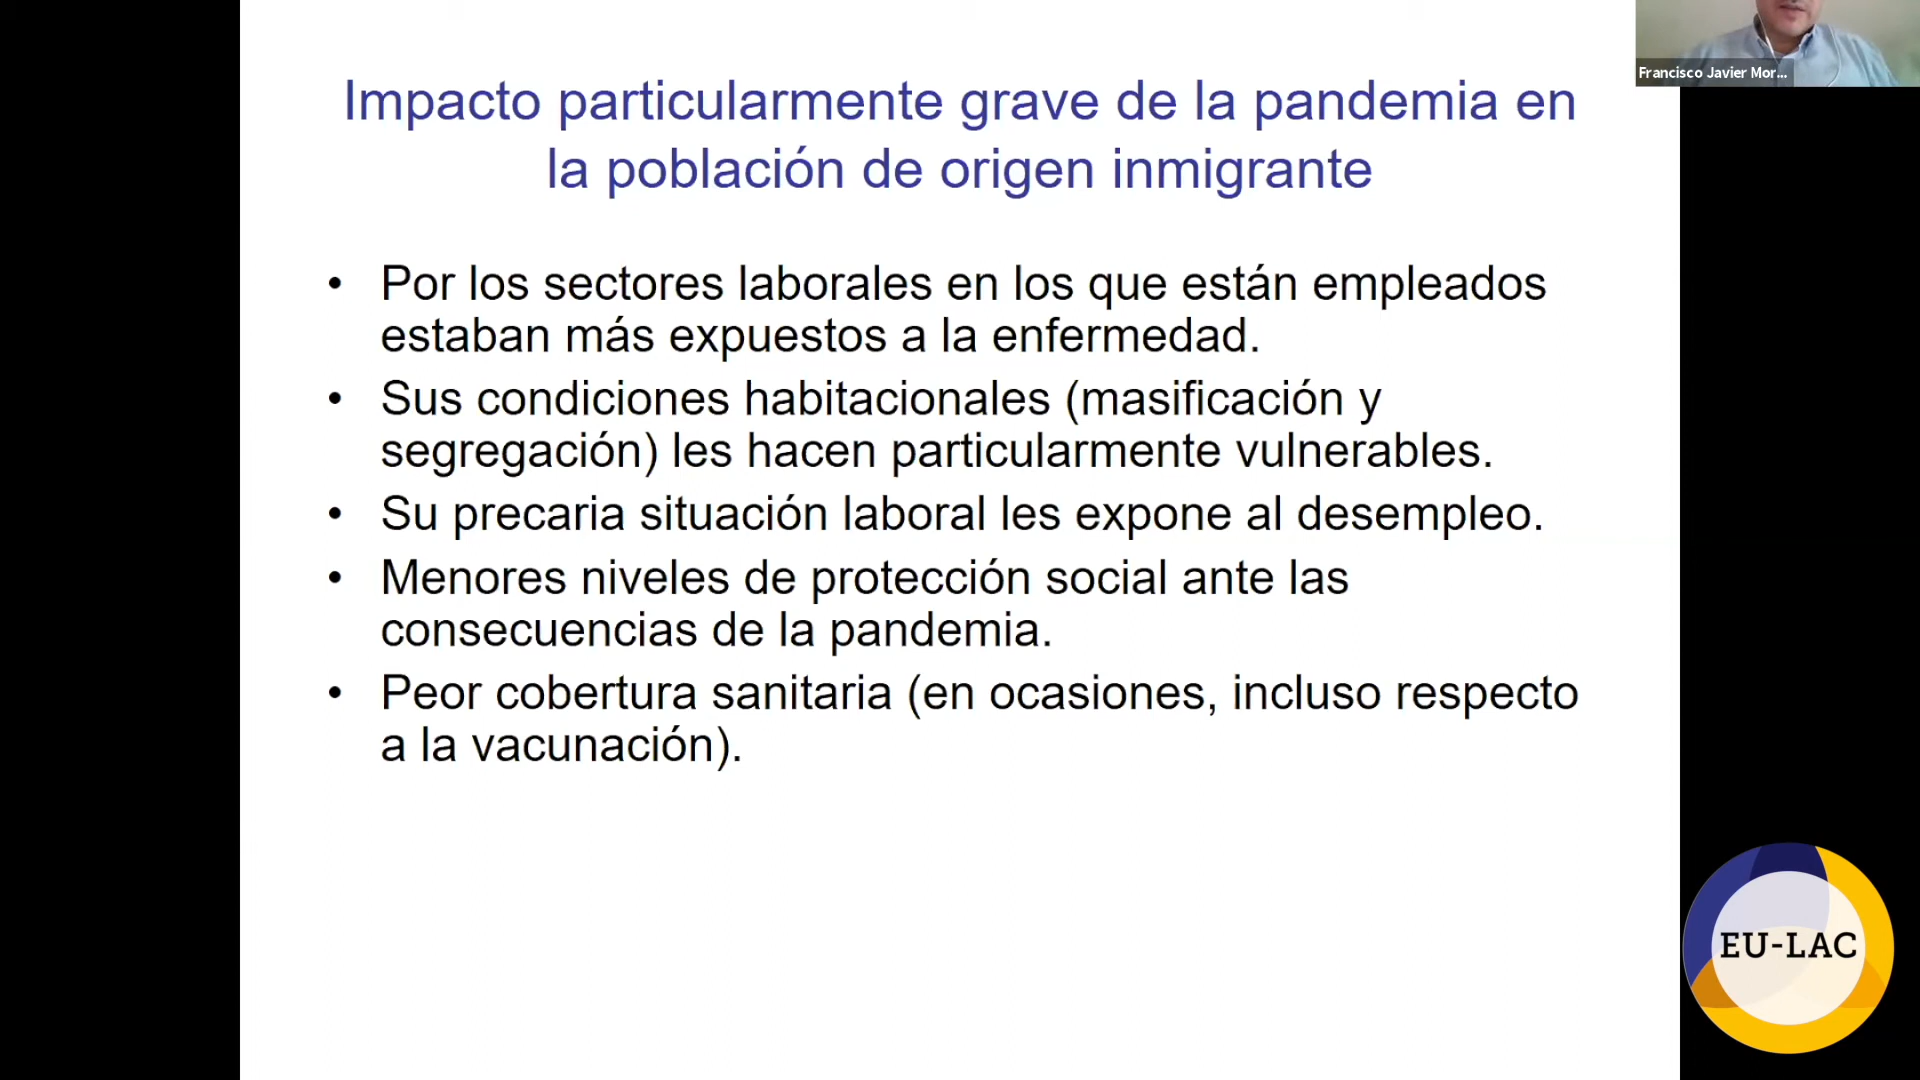 Francisco Javier Mor...
Impacto particularmente grave de la pandemia en
la población de origen inmigrante
• Por los sectores laborales en los que están empleados
estaban más expuestos a la enfermedad.
• Sus condiciones habitacionales (masificación y
segregación) les hacen particularmente vulnerables.
• Su precaria situación laboral les expone al desempleo.
• Menores niveles de protección social ante las
consecuencias de la pandemia.
• Peor cobertura sanitaria (en ocasiones, incluso respecto
a la vacunación).
EU-LAC